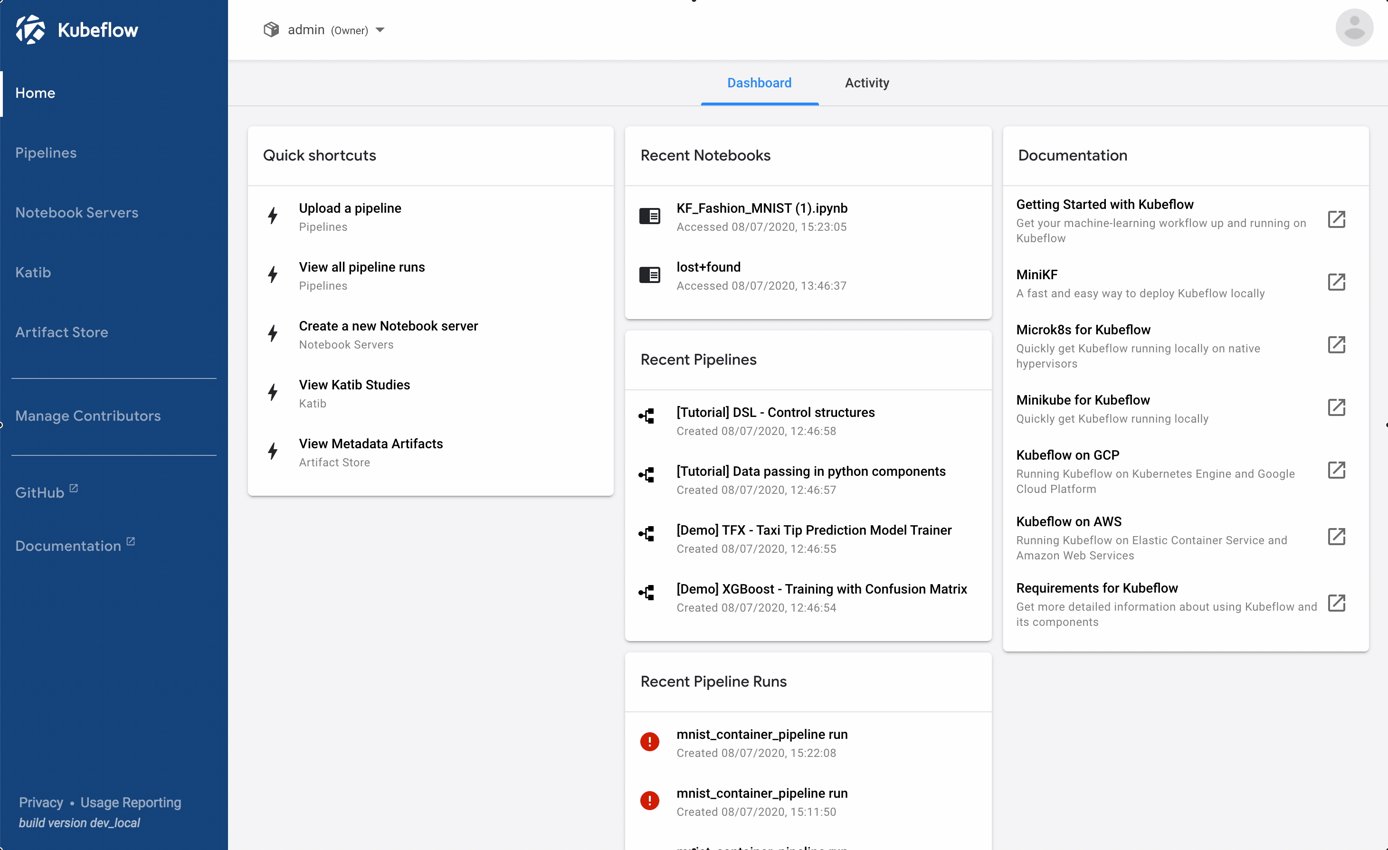 Kubeflow
admin (Owner)
Home
Pipelines
Notebook Servers
Katib
Artifact Store
Manage Contributors
GitHub
Documentation
Privacy • Usage Reporting
build version dev_local
Dashboard
Activity
Quick shortcuts
Upload a pipeline
Pipelines
View all pipeline runs
Pipelines
Create a new Notebook server
Notebook Servers
View Katib Studies
Katib
View Metadata Artifacts
Artifact Store
Recent Notebooks
KF_Fashion_MNIST (1).ipynb
Accessed 08/07/2020, 15:23:05
lost+found
Accessed 08/07/2020, 13:46:37
Recent Pipelines
[Tutorial] DSL - Control structures
Created 08/07/2020, 12:46:58
[Tutorial] Data passing in python components
Created 08/07/2020, 12:46:57
[Demo] TFX - Taxi Tip Prediction Model Trainer
Created 08/07/2020, 12:46:55
[Demo] XGBoost - Training with Confusion Matrix
Created 08/07/2020, 12:46:54
Recent Pipeline Runs
mnist_container_pipeline run
Created 08/07/2020, 15:22:08
mnist_container_pipeline run
Created 08/07/2020, 15:11:50
Documentation
Getting Started with Kubeflow
Get your machine-learning workflow up and running on
Kubeflow
MiniKF
A fast and easy way to deploy Kubeflow locally
Microk8s for Kubeflow
Quickly get Kubeflow running locally on native
hypervisors
Minikube for Kubeflow
Quickly get Kubeflow running locally
Kubeflow on GCP
Running Kubeflow on Kubernetes Engine and Google
Cloud Platform
Kubeflow on AWS
Running Kubeflow on Elastic Container Service and
Amazon Web Services
Requirements for Kubeflow
Get more detailed information about using Kubeflow and
its components